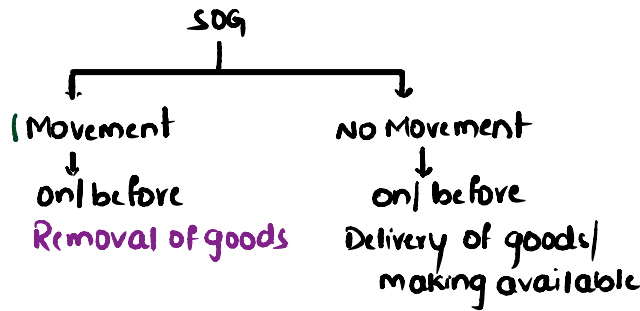 SOG
Movement
No Movement
on/before
on/before
Removal of goods
Delivery of goods/
making available